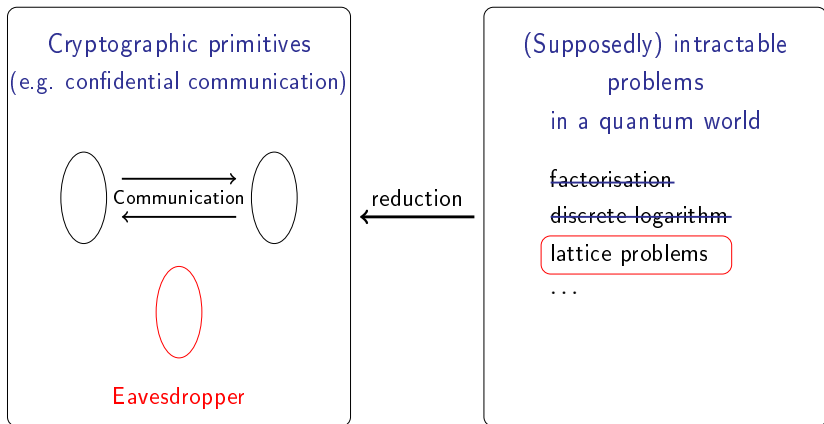 Cryptographic primitives
(e.g. confidential communication)
Communication
Eavesdropper
reduction
(Supposedly) intractable
problems
in a quantum world
factorisation
discrete logarithm
lattice problems
...